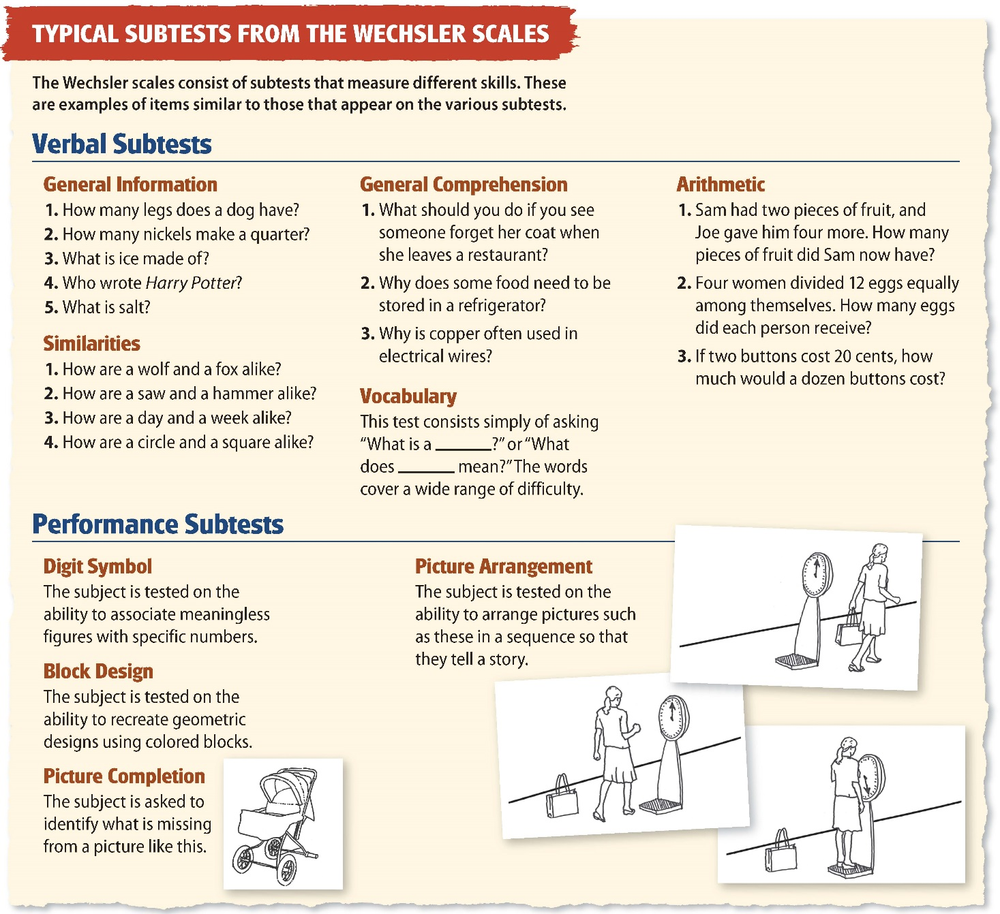 TYPICAL SUBTESTS FROM THE WECHSLER SCALES
The Wechsler scales consist of subtests that measure different skills. These
are examples of items similar to those that appear on the various subtests.
Verbal Subtests
General Information
1. How many legs does a dog have?
2. How many nickels make a quarter?
3. What is ice made of?
4. Who wrote Harry Potter?
5. What is salt?
Similarities
1. How are a wolf and a fox alike?
2. How are a saw and a hammer alike?
3. How are a day and a week alike?
4. How are a circle and a square alike?
General Comprehension
1. What should you do if you see
someone forget her coat when
she leaves a restaurant?
2. Why does some food need to be
stored in a refrigerator?
3. Why is copper often used in
electrical wires?
Vocabulary
This test consists simply of asking
“What is a ______?” or “What
does ______ mean?” The words
cover a wide range of difficulty.
Arithmetic
1. Sam had two pieces of fruit, and
Joe gave him four more. How many
pieces of fruit did Sam now have?
2. Four women divided 12 eggs equally
among themselves. How many eggs
did each person receive?
3. If two buttons cost 20 cents, how
much would a dozen buttons cost?
Performance Subtests
Digit Symbol
The subject is tested on the
ability to associate meaningless
figures with specific numbers.
Block Design
The subject is tested on the
ability to recreate geometric
designs using colored blocks.
Picture Completion
The subject is asked to
identify what is missing
from a picture like this.
Picture Arrangement
The subject is tested on the
ability to arrange pictures such
as these in a sequence so that
they tell a story.